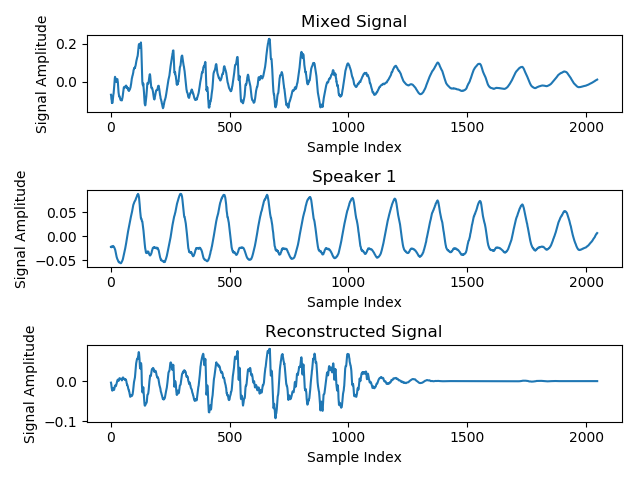 Mixed Signal
Signal Amplitude
0.2
0.0
0 500 1000 1500 2000
Sample Index
Speaker 1
Signal Amplitude
0.05
0.00
−0.05
0 500 1000 1500 2000
Sample Index
Reconstructed Signal
Signal Amplitude
0.0
−0.1
0 500 1000 1500 2000
Sample Index